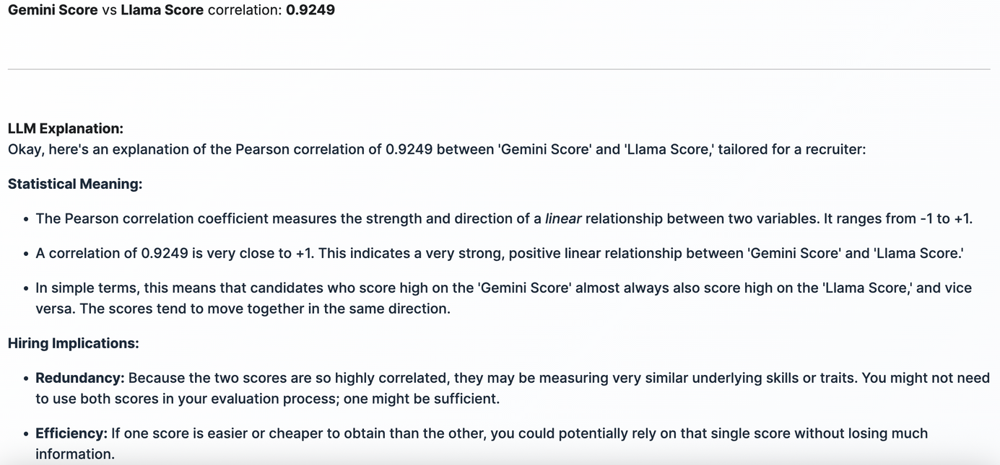 Gemini Score vs Llama Score correlation: 0.9249
LLM Explanation:
Okay, here's an explanation of the Pearson correlation of 0.9249 between 'Gemini Score' and 'Llama Score,' tailored for a recruiter:
Statistical Meaning:
• The Pearson correlation coefficient measures the strength and direction of a linear relationship between two variables. It ranges from -1 to +1.
• A correlation of 0.9249 is very close to +1. This indicates a very strong, positive linear relationship between 'Gemini Score' and 'Llama Score.'
• In simple terms, this means that candidates who score high on the 'Gemini Score' almost always also score high on the 'Llama Score,' and vice
versa. The scores tend to move together in the same direction.
Hiring Implications:
• Redundancy: Because the two scores are so highly correlated, they may be measuring very similar underlying skills or traits. You might not need
to use both scores in your evaluation process; one might be sufficient.
• Efficiency: If one score is easier or cheaper to obtain than the other, you could potentially rely on that single score without losing much
information.